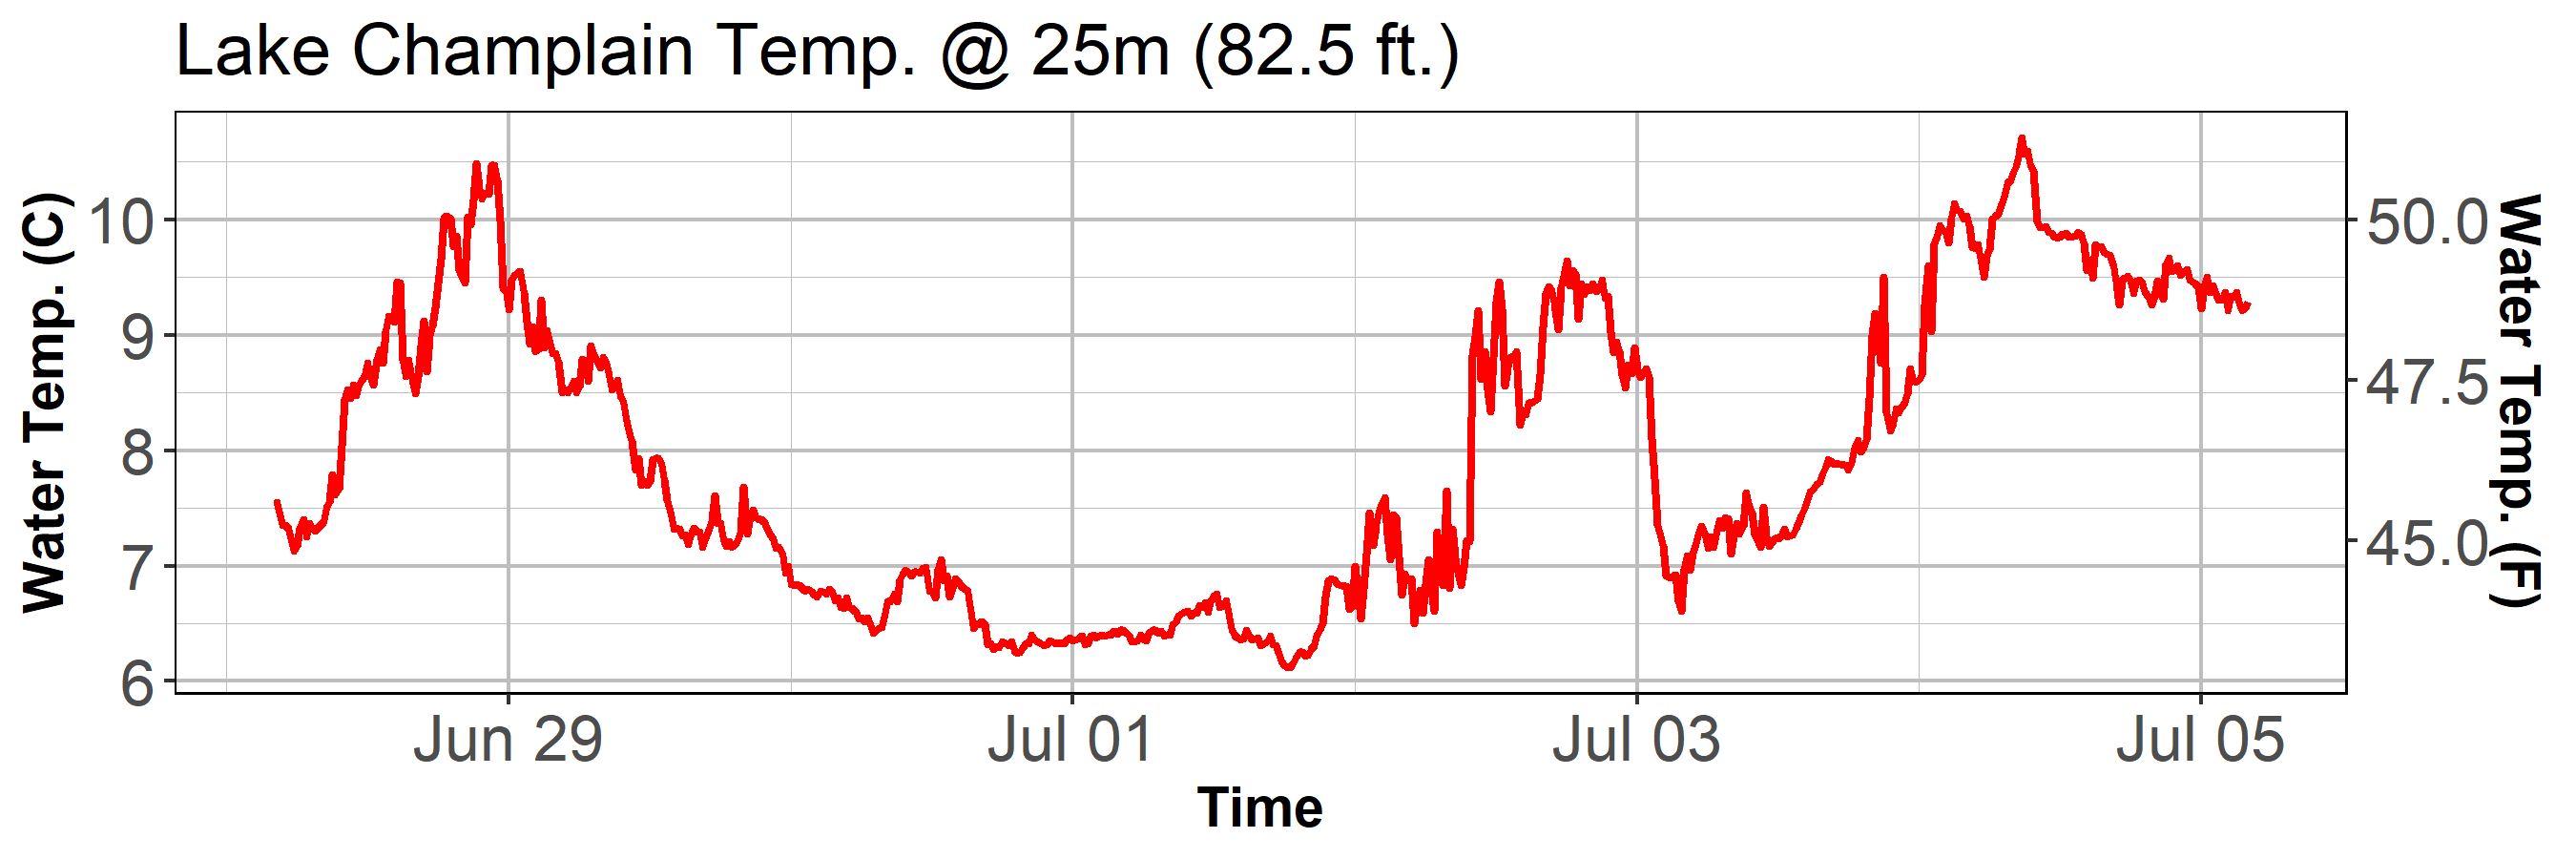 Lake Champlain Temp. @ 25m (82.5 ft.)
Water Temp. (C)
10
9
8
7
6
50.0
47.5
45.0
Water Temp. (F)
Jun 29
Jul 01
Jul 03
Jul 05
Time